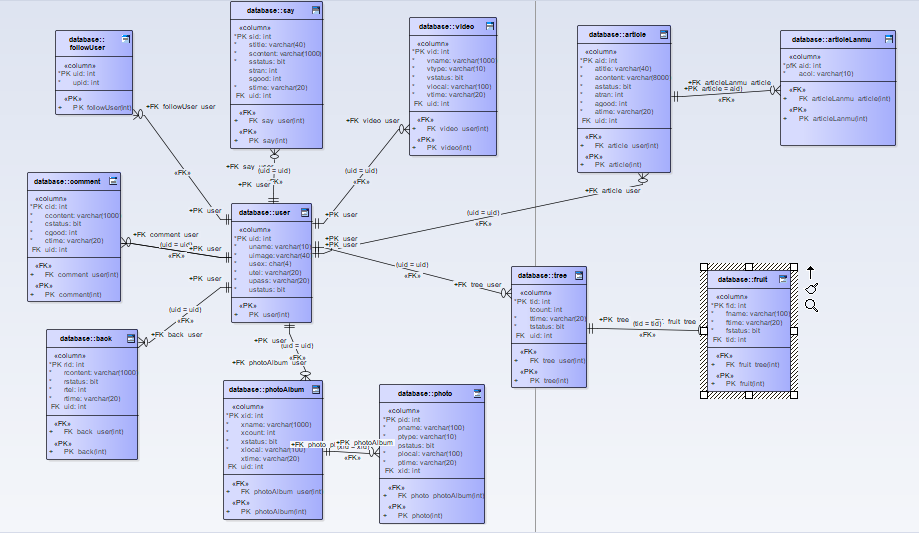 database::
followUser
«column»
*PK uid: int
* upid: int
«PK»
+ PK followUser(int)
database::say
«column»
*PK sid: int
* stitle: varchar(40)
* scontent: varchar(1000)
* sstatus: bit
stran: int
sgood: int
* stime: varchar(20)
FK uid: int
«FK»
+ FK say user(int)
«PK»
+ PK say(int)
database::video
«column»
*PK vid: int
* vname: varchar(1000
* vtype: varchar(10)
* vstatus: bit
* vlocal: varchar(100)
* vtime: varchar(20)
FK uid: int
«FK»
+ FK video user(int)
«PK»
+ PK video(int)
database::article
«column»
*PK aid: int
* atitle: varchar(40)
* acontent: varchar(8000
* astatus: bit
* atran: int
* agood: int
* atime: varchar(20)
FK uid: int
«FK»
+ FK article user(int)
«PK»
+ PK article(int)
database::articleLanmu
«column»
*pfK aid: int
* acol: varchar(10)
«FK»
+ FK articleLanmu article(int)
«PK»
+ PK articleLanmu(int)
+FK articleLanmu article
+PK article = aid)
«FK»
+FK followUser user
«FK»
+PK user
+FK say
(uid = uid)
+PK user
+FK video user
(uid = uid)
«FK»
+PK user
+FK article user
(uid = uid)
«FK»
+PK user
+PK user
database::comment
«column»
*PK cid: int
* ccontent: varchar(1000
* cstatus: bit
* cgood: int
* ctime: varchar(20)
FK uid: int
«FK»
+ FK comment user(int)
«PK»
+ PK comment(int)
+FK comment user
(uid = uid)
+PK user
«FK»
database::user
«column»
*PK uid: int
* uname: varchar(10)
* uimage: varchar(40
* usex: char(4)
* utel: varchar(20)
* upass: varchar(20)
* ustatus: bit
«PK»
+ PK user(int)
(uid = uid)
«FK»
+FK tree user
+PK user
(uid = uid)
«FK»
+FK back user
database::back
«column»
*PK rid: int
* rcontent: varchar(1000
* rstatus: bit
* rtel: int
* rtime: varchar(20)
FK uid: int
«FK»
+ FK back user(int)
«PK»
+ PK back(int)
+PK user
(uid = uid)
«FK»
+FK photoAlbum user
database::photoAlbum
«column»
*PK xid: int
* xname: varchar(1000)
* xcount: int
* xstatus: bit
* xlocal: varchar(100)
* xtime: varchar(20)
FK uid: int
«FK»
+ FK photoAlbum user(int
«PK»
+ PK photoAlbum(int)
+PK photoAlbum
«FK»
database::photo
«column»
*PK pid: int
* pname: varchar(100)
* ptype: varchar(10)
* pstatus: bit
* plocal: varchar(100)
* ptime: varchar(20)
FK xid: int
«FK»
+ FK photo photoAlbum(int)
«PK»
+ PK photo(int)
database::tree
«column»
*PK tid: int
* tcount: int
* ttime: varchar(20)
* tstatus: bit
FK uid: int
«FK»
+ FK tree user(int)
«PK»
+ PK tree(int)
+PK tree
(tid = tid)
fruit tree
«FK»
database::fruit
«column»
*PK fid: int
* fname: varchar(100
* ftime: varchar(20)
* fstatus: bit
FK tid: int
«FK»
+ FK fruit tree(int)
«PK»
+ PK fruit(int)